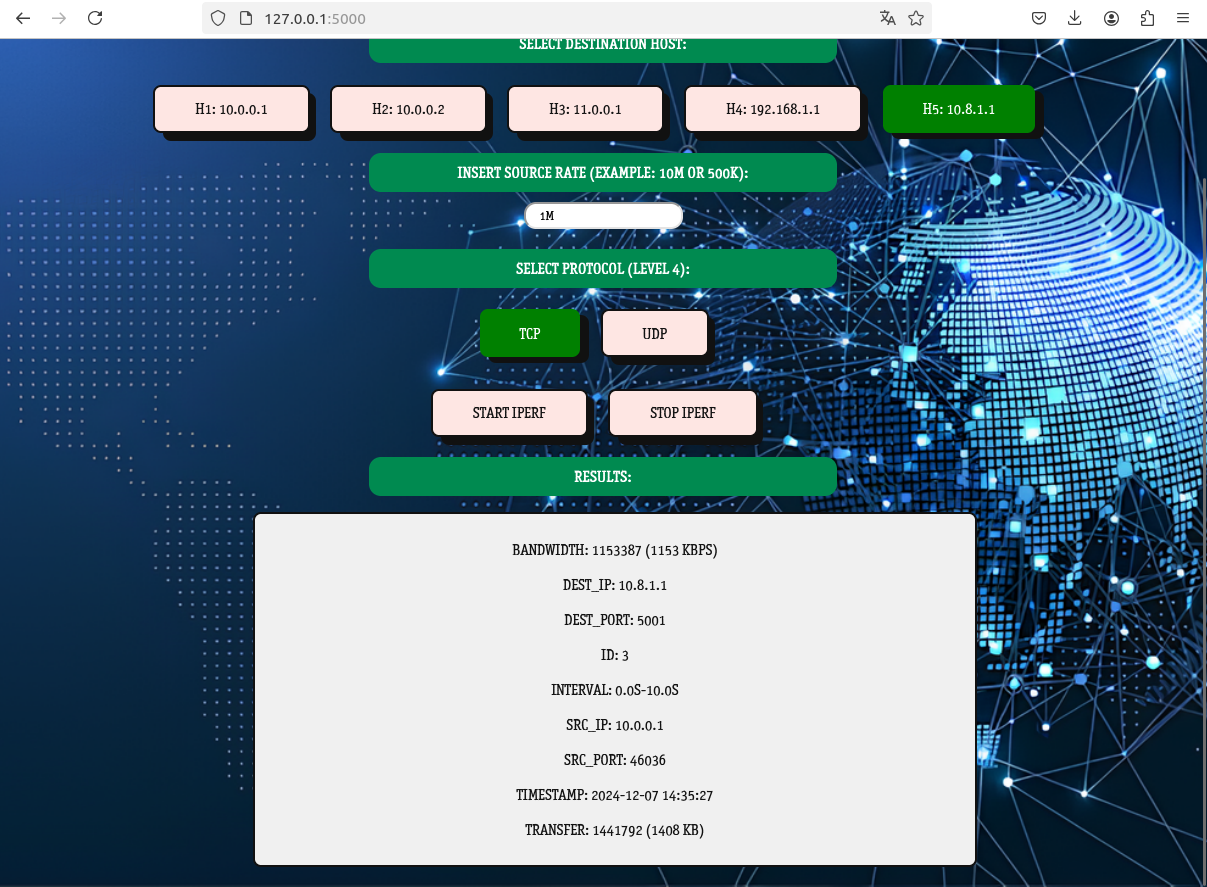 127.0.0.1:5000
SELECT DESTINATION HOST:
H1: 10.0.0.1 H2: 10.0.0.2 H3: 11.0.0.1 H4: 192.168.1.1 H5: 10.8.1.1
INSERT SOURCE RATE (EXAMPLE: 10M OR 500K):
1M
SELECT PROTOCOL (LEVEL 4):
TCP UDP
START IPERF STOP IPERF
RESULTS:
BANDWIDTH: 1153387 (1153 KBPS)
DEST_IP: 10.8.1.1
DEST_PORT: 5001
ID: 3
INTERVAL: 0.0S-10.0S
SRC_IP: 10.0.0.1
SRC_PORT: 46036
TIMESTAMP: 2024-12-07 14:35:27
TRANSFER: 1441792 (1408 KB)